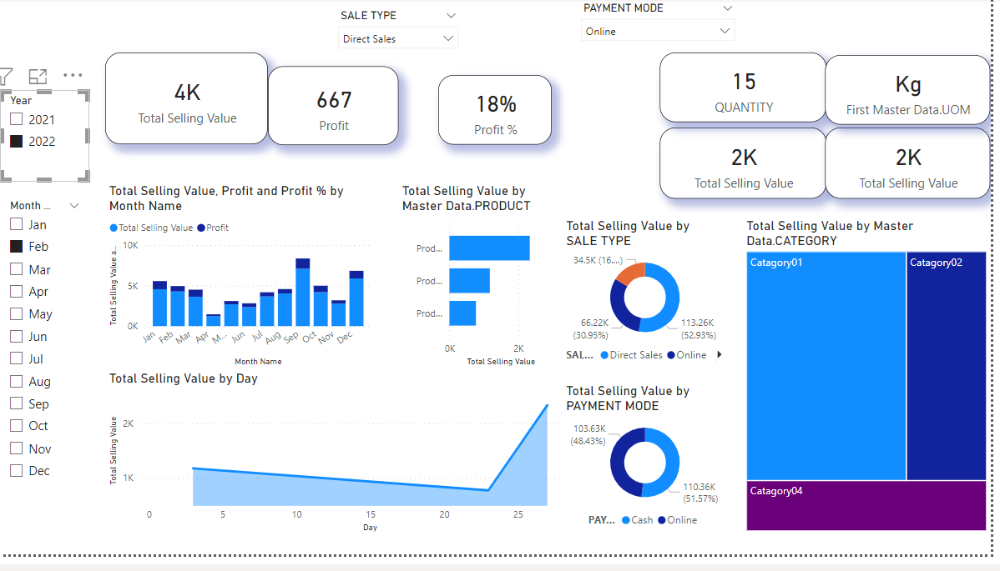 SALE TYPE
Direct Sales
PAYMENT MODE
Online
Year
2021
2022
Month ...
Jan
Feb
Mar
Apr
May
Jun
Jul
Aug
Sep
Oct
Nov
Dec
4K
Total Selling Value
667
Profit
18%
Profit %
15
QUANTITY
Kg
First Master Data.UOM
2K
Total Selling Value
2K
Total Selling Value
Total Selling Value, Profit and Profit % by
Month Name
Total Selling Value Profit
Total Selling Value a...
10K
5K
0K
Jan Feb Mar Apr M... Jun Jul Aug Sep Oct Nov Dec
Month Name
Total Selling Value by
Master Data.PRODUCT
Prod...
Prod...
Prod...
0K 2K
Total Selling Value
Total Selling Value by Day
Total Selling Value
2K
1K
0 5 10 15 20 25
Day
Total Selling Value by
SALE TYPE
34.5K (16....)
66.22K
(30.95%)
113.26K
(52.93%)
SAL... Direct Sales Online
Total Selling Value by
PAYMENT MODE
103.63K
(48.43%)
110.36K
(51.57%)
PAY... Cash Online
Total Selling Value by Master
Data.CATEGORY
Catagory01
Catagory02
Catagory04